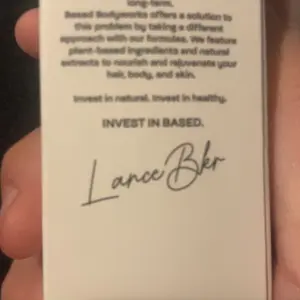 long-term.
Based Bodyworks offers a solution to
this problem by taking a different
approach with our formulas. We feature
plant-based ingredients and natural
extracts to nourish and rejuvenate your
hair, body, and skin.
Invest in natural. Invest in healthy.
INVEST IN BASED.
Lance Bkr